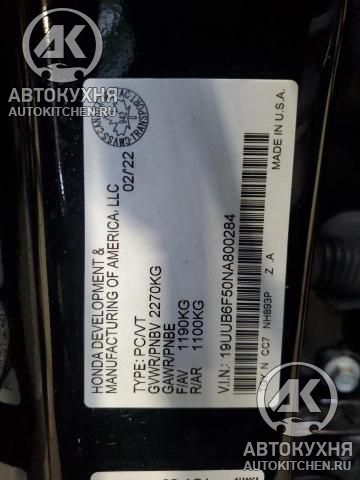 АВТОКУХНЯ
AUTOKITCHEN.RU
HONDA DEVELOPMENT &
MANUFACTURING OF AMERICA, LLC
02/'22
TYPE: PC/VT
GVWR/PNBV 2270KG
GAWR/PNBE
F/AV 1190KG
R/AR 1100KG
V.I.N.: 19UUB6F50NA800284
CC7 NH893P Z .A
MADE IN U.S.A.
942
АВТОКУХНЯ
AUTOKITCHEN.RU